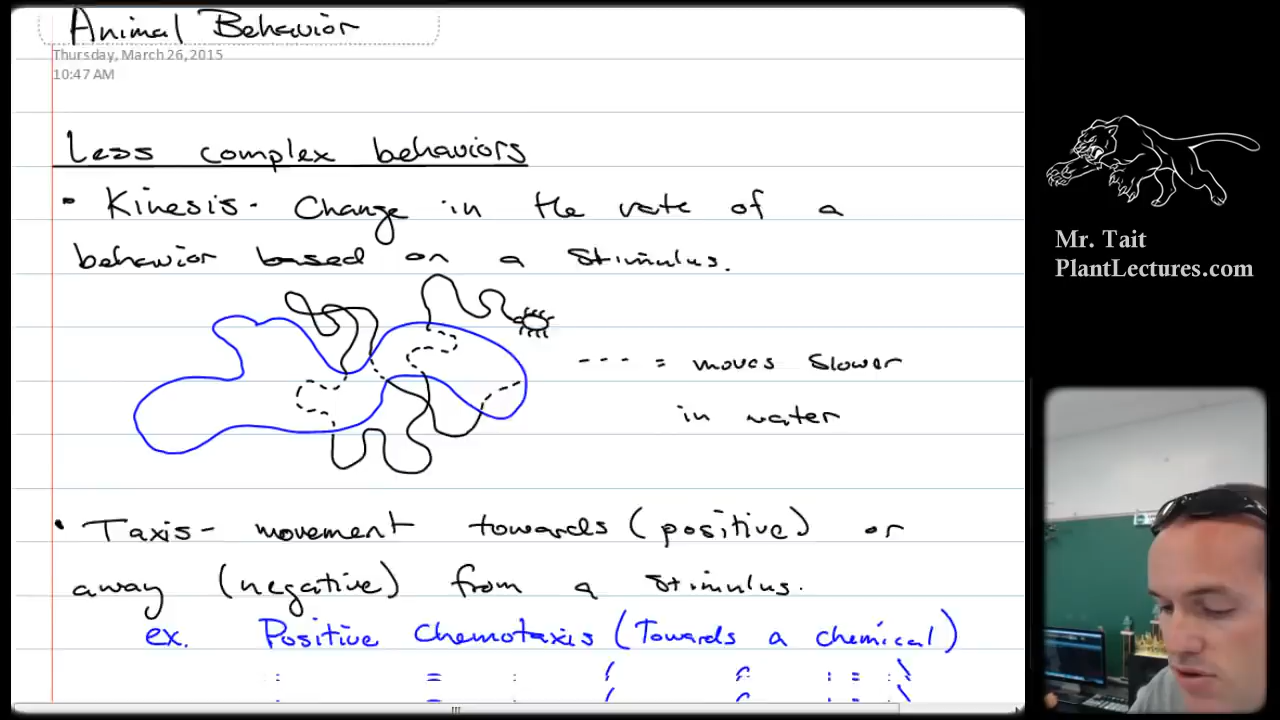 Animal Behavior
Thursday, March 26, 2015
10:47 AM
Less complex behaviors
• Kinesis - Change in the rate of a
behavior based on a stimulus.
--- = moves slower
in water
• Taxis - movement towards (positive) or
away (negative) from a stimulus.
ex. Positive Chemotaxis (Towards a chemical)
Mr. Tait
PlantLectures.com